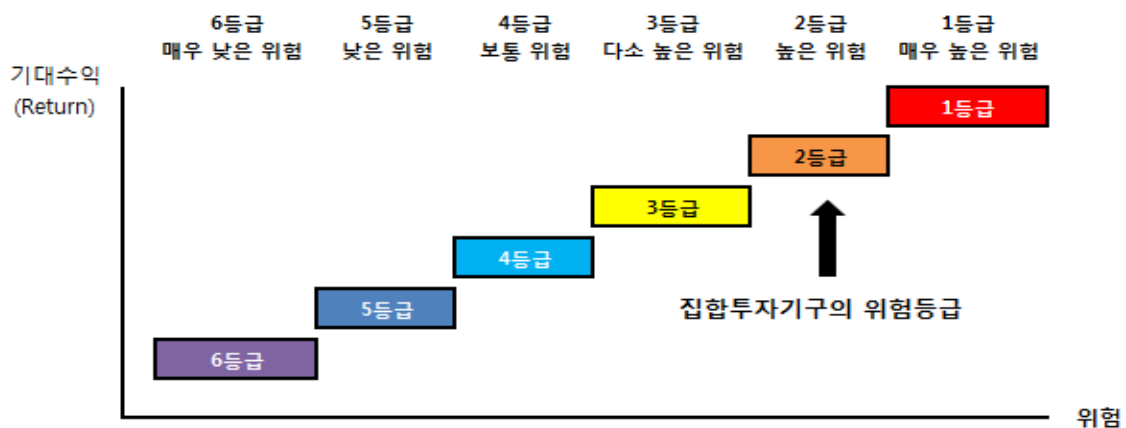 6등급
매우 낮은 위험
5등급
낮은 위험
4등급
보통 위험
3등급
다소 높은 위험
2등급
높은 위험
1등급
매우 높은 위험
기대수익
(Return)
1등급
2등급
3등급
4등급
5등급
6등급
집합투자기구의 위험등급
위험